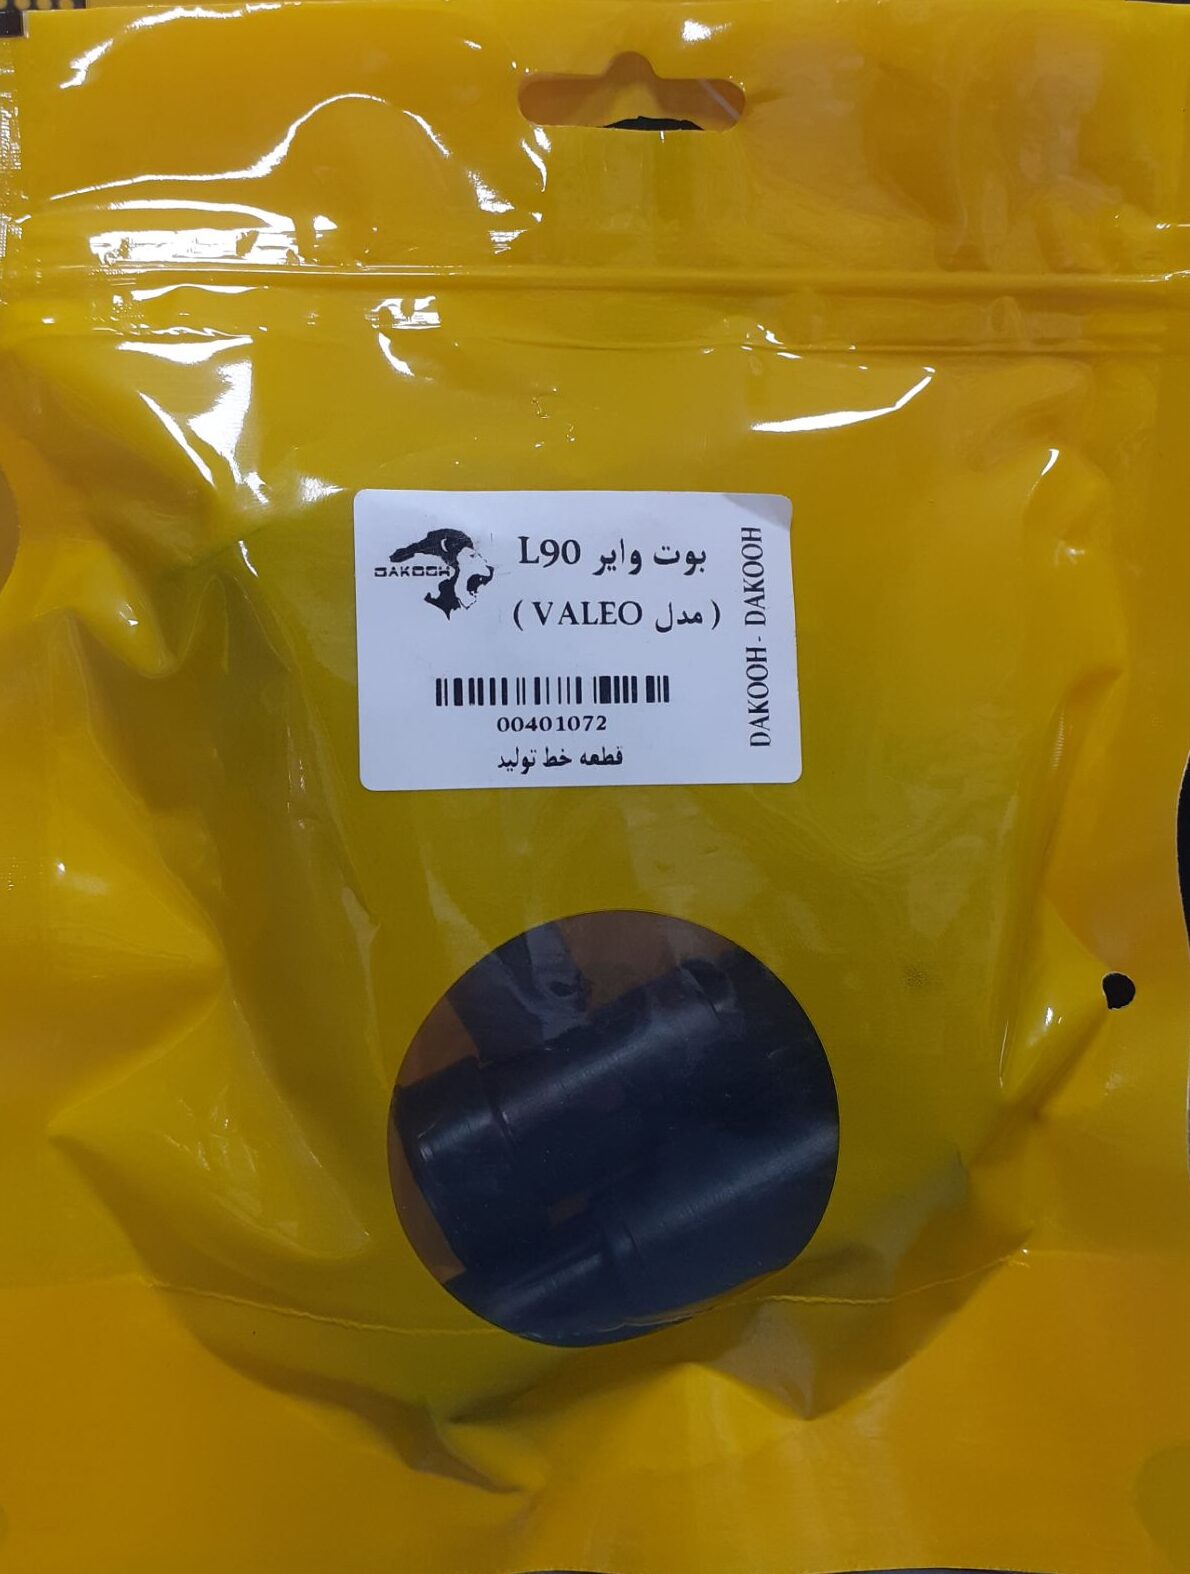 DAKOOH
بوت وایر L90
( مدل VALEO )
00401072
قطعه خط تولید
DAKOOH - DAKOOH